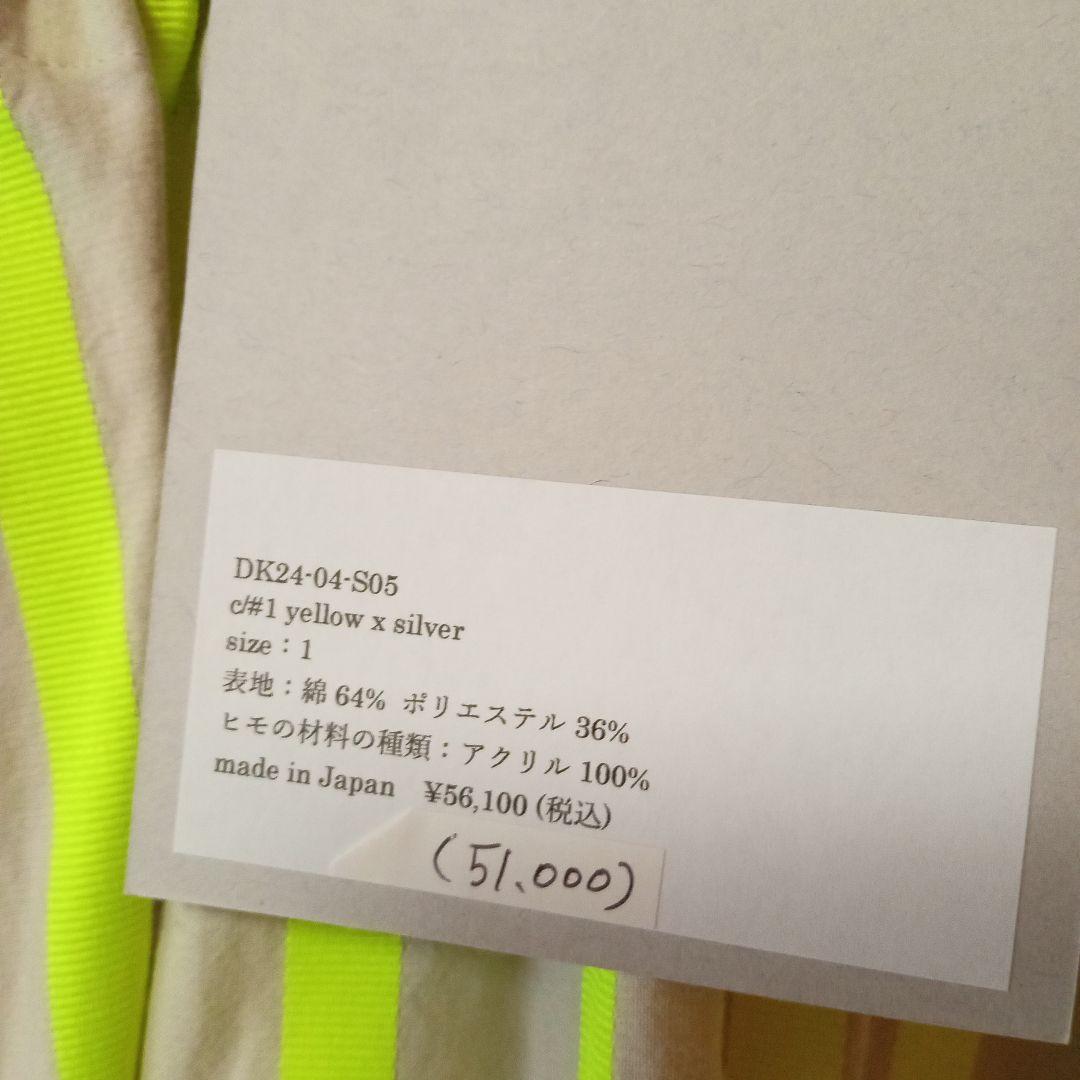 DK24-04-S05
c/#1 yellow x silver
size：1
表地：綿 64% ポリエステル 36%
ヒモの材料の種類：アクリル 100%
made in Japan ¥56,100 (税込)
(51.000)